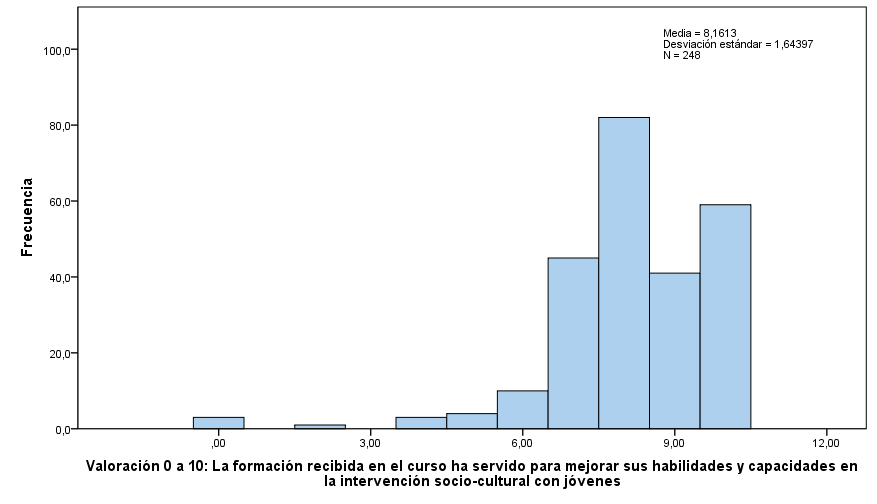 Media = 8,1613
Desviación estándar = 1,64397
N = 248
Frecuencia
100,0
80,0
60,0
40,0
20,0
0,0
,00
3,00
6,00
9,00
12,00
Valoración 0 a 10: La formación recibida en el curso ha servido para mejorar sus habilidades y capacidades en
la intervención socio-cultural con jóvenes